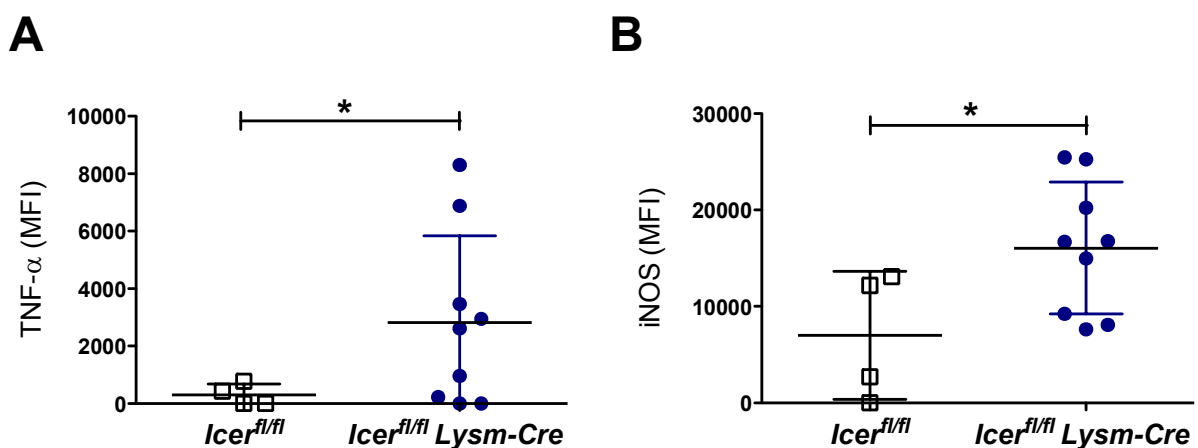 A
B
TNF-α (MFI)
10000
8000
6000
4000
2000
0
*
Icer^fl/fl
Icer^fl/fl Lysm-Cre
iNOS (MFI)
30000
20000
10000
0
*
Icer^fl/fl
Icer^fl/fl Lysm-Cre